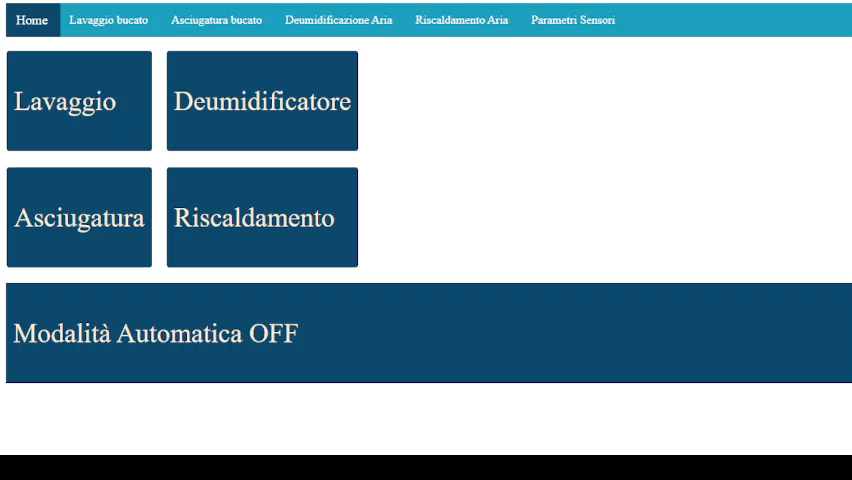 Home Lavaggio bucato Asciugatura bucato Deumidificazione Aria Riscaldamento Aria Parametri Sensori
Lavaggio Deumidificatore
Asciugatura Riscaldamento
Modalità Automatica OFF